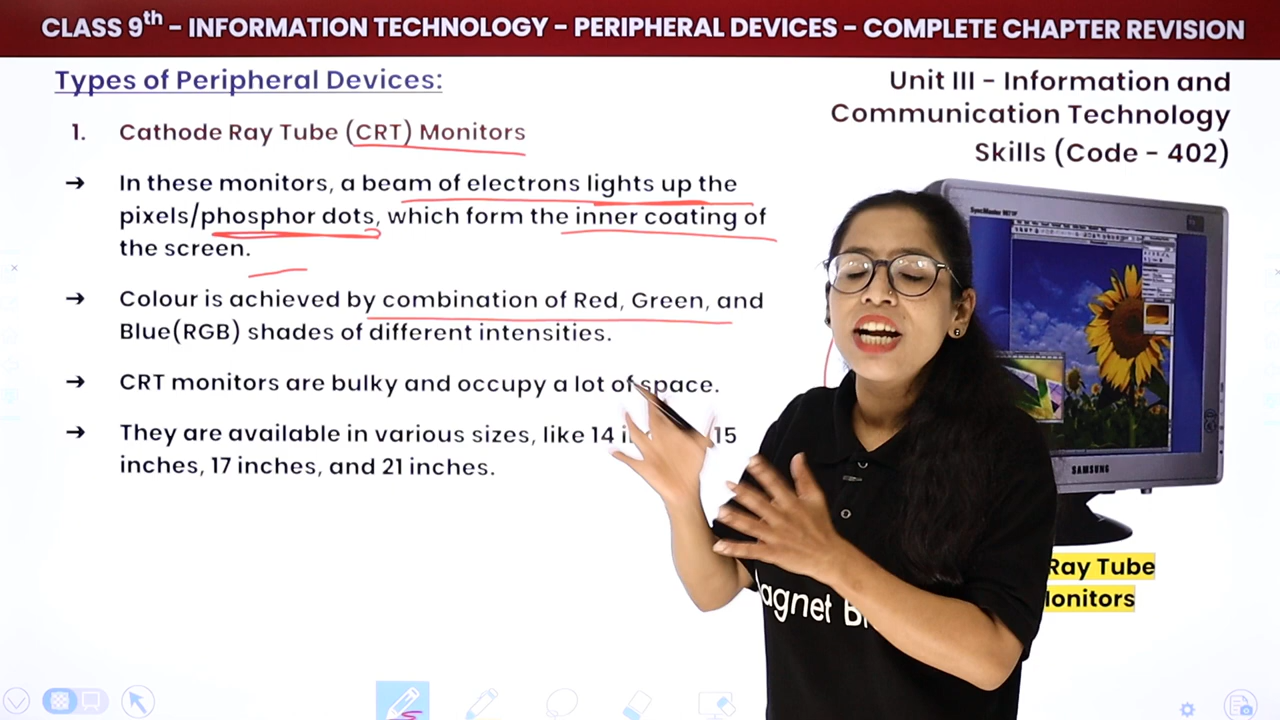 CLASS 9th – INFORMATION TECHNOLOGY – PERIPHERAL DEVICES – COMPLETE CHAPTER REVISION
Types of Peripheral Devices:
Unit III – Information and
Communication Technology
Skills (Code – 402)
1. Cathode Ray Tube (CRT) Monitors
→ In these monitors, a beam of electrons lights up the
pixels/phosphor dots, which form the inner coating of
the screen.
→ Colour is achieved by combination of Red, Green, and
Blue(RGB) shades of different intensities.
→ CRT monitors are bulky and occupy a lot of space.
→ They are available in various sizes, like 14 15
inches, 17 inches, and 21 inches.
SAMSUNG
Ray Tube
onitors
agnet B